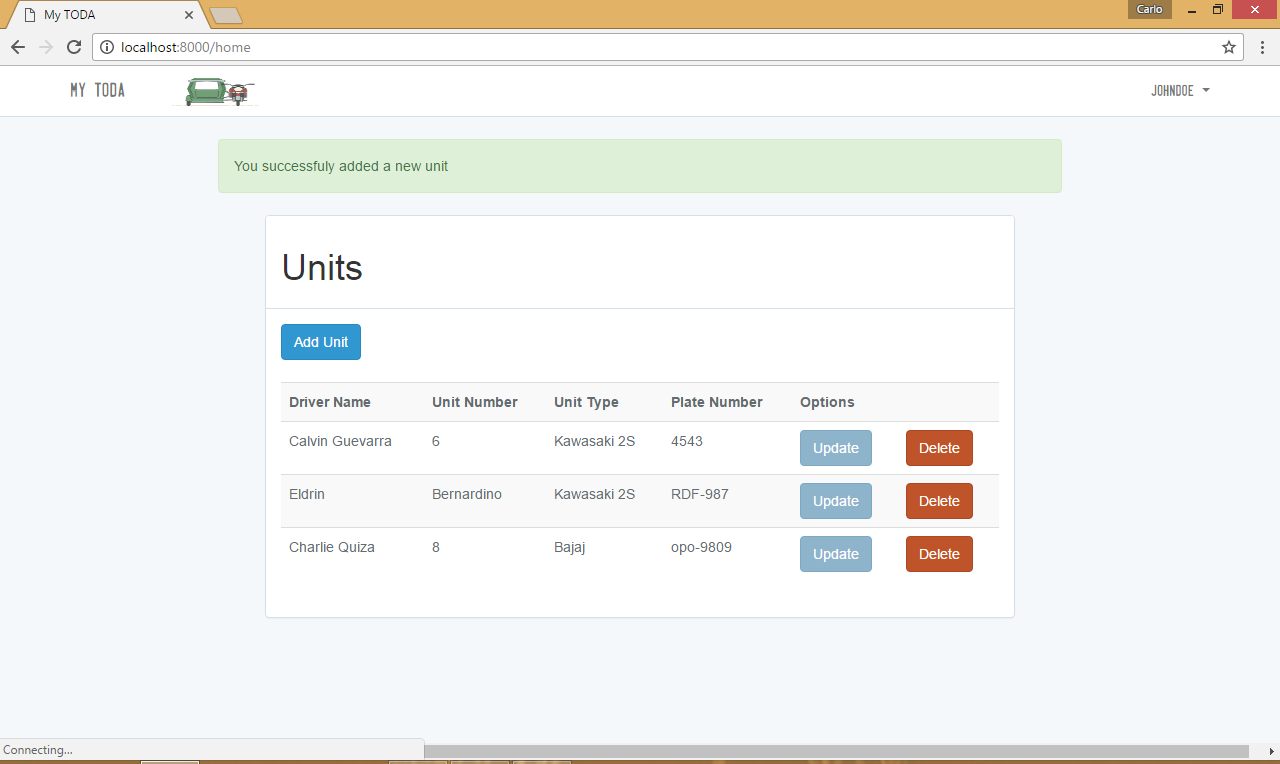 My TODA
Carlo
localhost:8000/home
MY TODA
JOHNDOE
You successfuly added a new unit
Units
Add Unit
Driver Name Unit Number Unit Type Plate Number Options
Calvin Guevarra 6 Kawasaki 2S 4543 Update Delete
Eldrin Bernardino Kawasaki 2S RDF-987 Update Delete
Charlie Quiza 8 Bajaj opo-9809 Update Delete
Connecting...